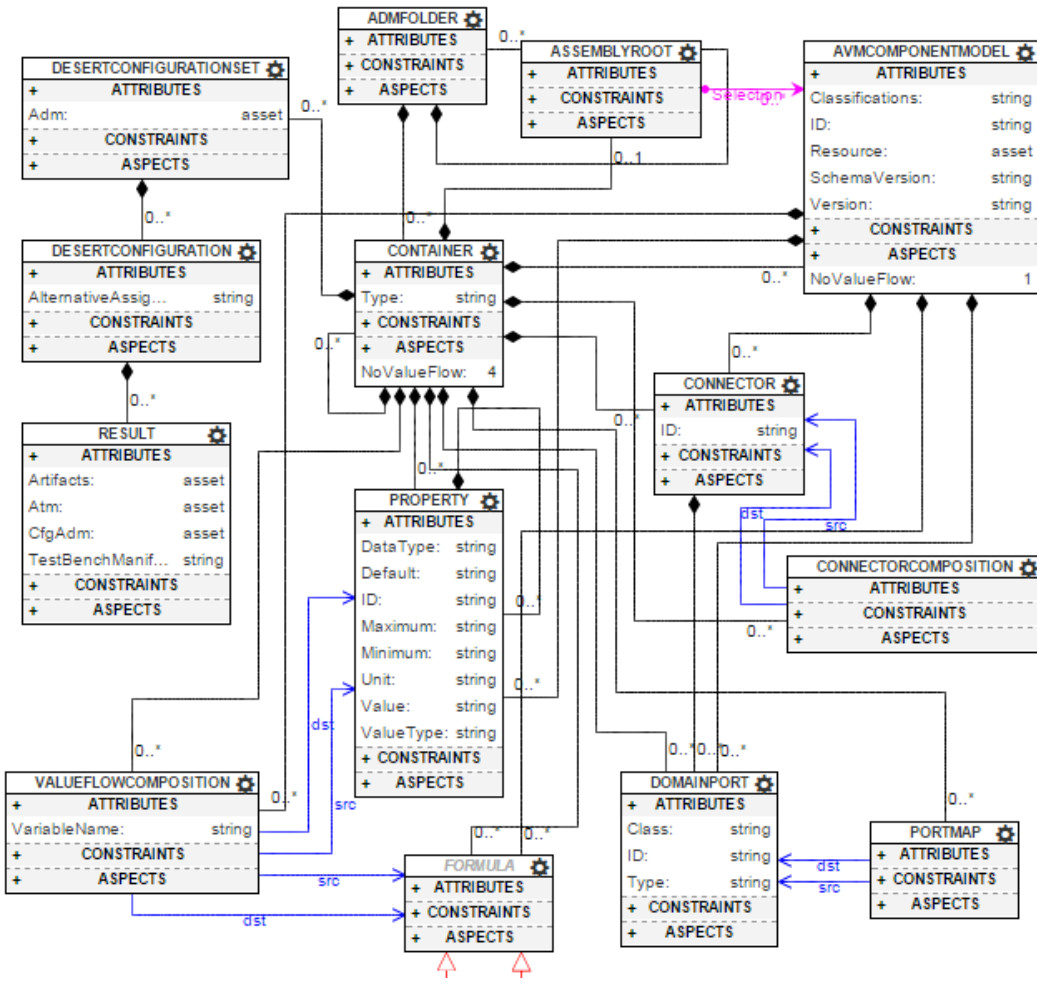 ADMFOLDER
+ ATTRIBUTES
+ CONSTRAINTS
+ ASPECTS
0..*
ASSEMBLYROOT
+ ATTRIBUTES
+ CONSTRAINTS
+ ASPECTS
Selection
0..*
0..1
AVMCOMPONENTMODEL
+ ATTRIBUTES
Classifications: string
ID: string
Resource: asset
SchemaVersion: string
Version: string
+ CONSTRAINTS
+ ASPECTS
NoValueFlow: 1
DESERTCONFIGURATIONSET
+ ATTRIBUTES
Adm: asset
+ CONSTRAINTS
+ ASPECTS
0..*
0..*
DESERTCONFIGURATION
+ ATTRIBUTES
AlternativeAssig... string
+ CONSTRAINTS
+ ASPECTS
0..*
RESULT
+ ATTRIBUTES
Artifacts: asset
Atm: asset
CfgAdm: asset
TestBenchManif... string
+ CONSTRAINTS
+ ASPECTS
CONTAINER
+ ATTRIBUTES
Type: string
+ CONSTRAINTS
+ ASPECTS
NoValueFlow: 4
0..*
0..*
0..*
0..*
0..*
CONNECTOR
+ ATTRIBUTES
ID: string
+ CONSTRAINTS
+ ASPECTS
dst
src
CONNECTORCOMPOSITION
+ ATTRIBUTES
+ CONSTRAINTS
+ ASPECTS
0..*
PROPERTY
+ ATTRIBUTES
DataType: string
Default: string
ID: string
Maximum: string
Minimum: string
Unit: string
Value: string
ValueType: string
+ CONSTRAINTS
+ ASPECTS
0..*
0..*
dst
src
0..*
0..*
VALUEFLOWCOMPOSITION
+ ATTRIBUTES
VariableName: string
+ CONSTRAINTS
+ ASPECTS
src
dst
0..*
0..*
FORMULA
+ ATTRIBUTES
+ CONSTRAINTS
+ ASPECTS
0..*
0..*
0..*
DOMAINPORT
+ ATTRIBUTES
Class: string
ID: string
Type: string
+ CONSTRAINTS
+ ASPECTS
dst
src
0..*
PORTMAP
+ ATTRIBUTES
+ CONSTRAINTS
+ ASPECTS